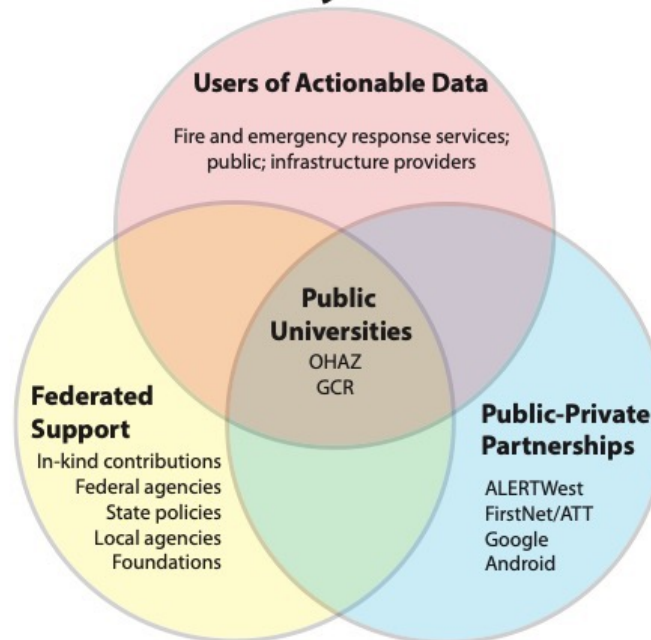 Users of Actionable Data
Fire and emergency response services;
public; infrastructure providers
Public
Universities
OHAZ
GCR
Federated
Support
In-kind contributions
Federal agencies
State policies
Local agencies
Foundations
Public-Private
Partnerships
ALERTWest
FirstNet/ATT
Google
Android